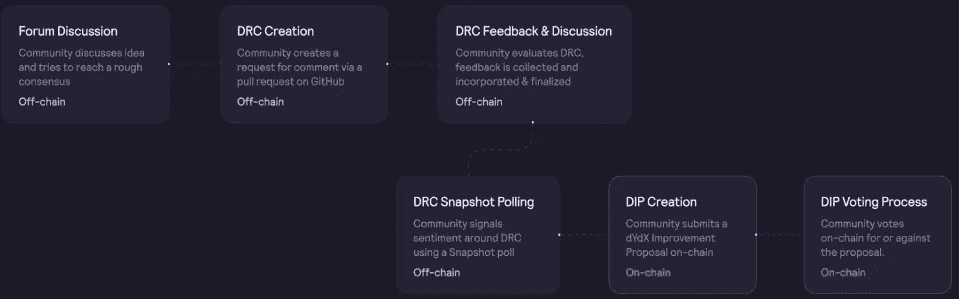 Forum Discussion
Community discusses idea
and tries to reach a rough
consensus
Off-chain
DRC Creation
Community creates a
request for comment via a
pull request on GitHub
Off-chain
DRC Feedback & Discussion
Community evaluates DRC,
feedback is collected and
incorporated & finalized
Off-chain
DRC Snapshot Polling
Community signals
sentiment around DRC
using a Snapshot poll
Off-chain
DIP Creation
Community submits a
dYdX Improvement
Proposal on-chain
On-chain
DIP Voting Process
Community votes
on-chain for or against
the proposal.
On-chain